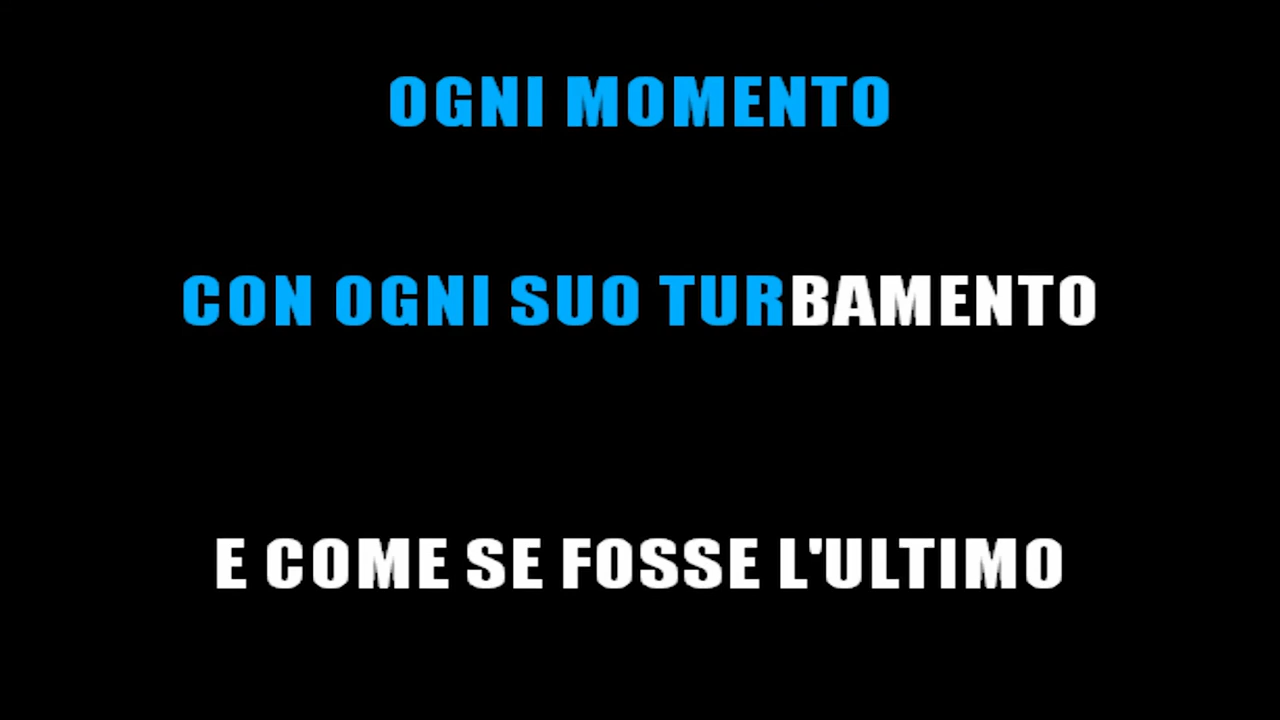 OGNI MOMENTO
CON OGNI SUO TURBAMENTO
E COME SE FOSSE L'ULTIMO